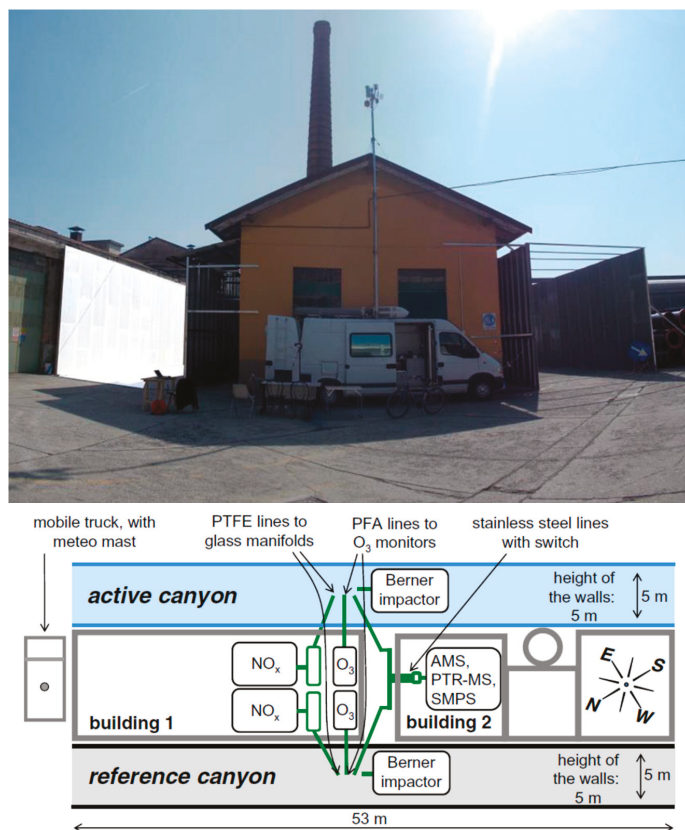 mobile truck, with
meteo mast
PTFE lines to
glass manifolds
PFA lines to
O₃ monitors
stainless steel lines
with switch
active canyon
Berner
impactor
height of
the walls:
5 m
5 m
NOₓ
O₃
AMS,
PTR-MS,
SMPS
E
S
N
W
NOₓ
O₃
building 1
building 2
reference canyon
Berner
impactor
height of
the walls:
5 m
5 m
53 m